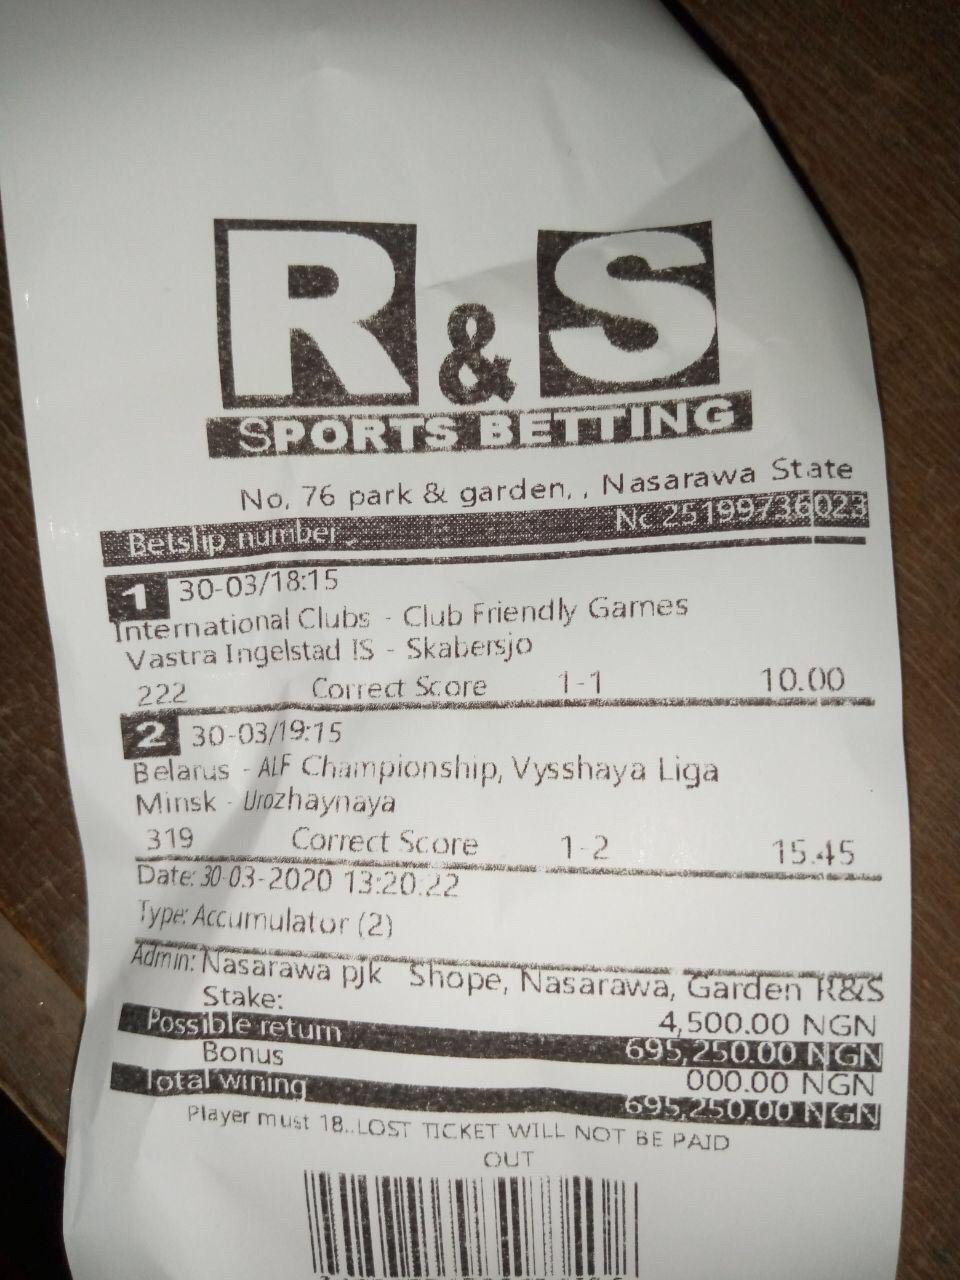 R & S
SPORTS BETTING
No, 76 park & garden, , Nasarawa State
Betslip number Nc 25199736023
1 30-03/18:15
International Clubs - Club Friendly Games
Vastra Ingelstad IS - Skabersjo
222 Correct Score 1-1 10.00
2 30-03/19:15
Belarus - ALF Championship, Vysshaya Liga
Minsk - Urozhaynaya
319 Correct Score 1-2 15.45
Date: 30-03-2020 13:20:22
Type: Accumulator (2)
Admin: Nasarawa pjk Shope, Nasarawa, Garden R&S
Stake: 4,500.00 NGN
Possible return 695,250.00 NGN
Bonus 000.00 NGN
Total wining 695,250.00 NGN
Player must 18..LOST TICKET WILL NOT BE PAID
OUT